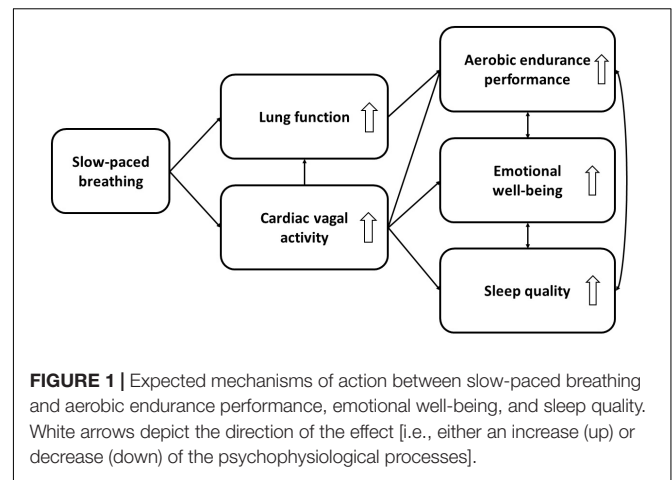 Aerobic endurance
performance
Lung function
Slow-paced
breathing
Emotional
well-being
Cardiac vagal
activity
Sleep quality
FIGURE 1 | Expected mechanisms of action between slow-paced breathing
and aerobic endurance performance, emotional well-being, and sleep quality.
White arrows depict the direction of the effect [i.e., either an increase (up) or
decrease (down) of the psychophysiological processes].